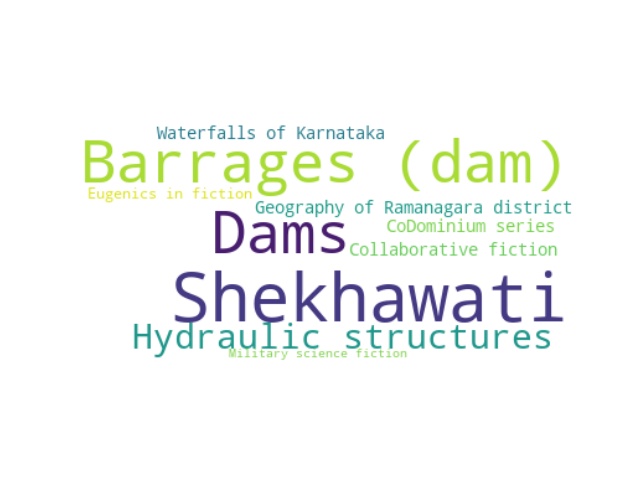 Waterfalls of Karnataka
Barrages (dam)
Eugenics in fiction
Geography of Ramanagara district
Dams
CoDominium series
Collaborative fiction
Shekhawati
Hydraulic structures
Military science fiction